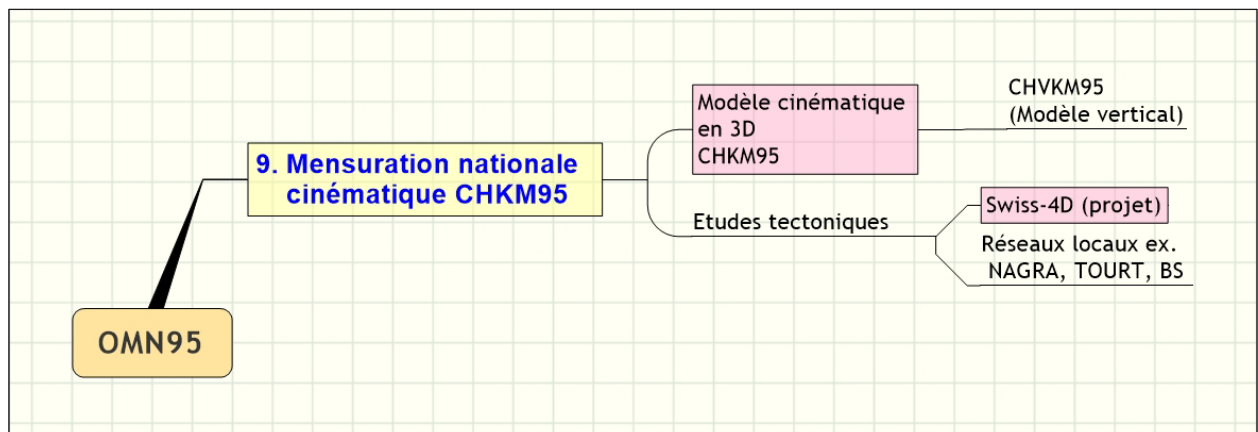 9. Mensuration nationale
cinématique CHKM95
Modèle cinématique
en 3D
CHKM95
CHVKM95
(Modèle vertical)
Etudes tectoniques
Swiss-4D (projet)
Réseaux locaux ex.
NAGRA, TOURT, BS
OMN95